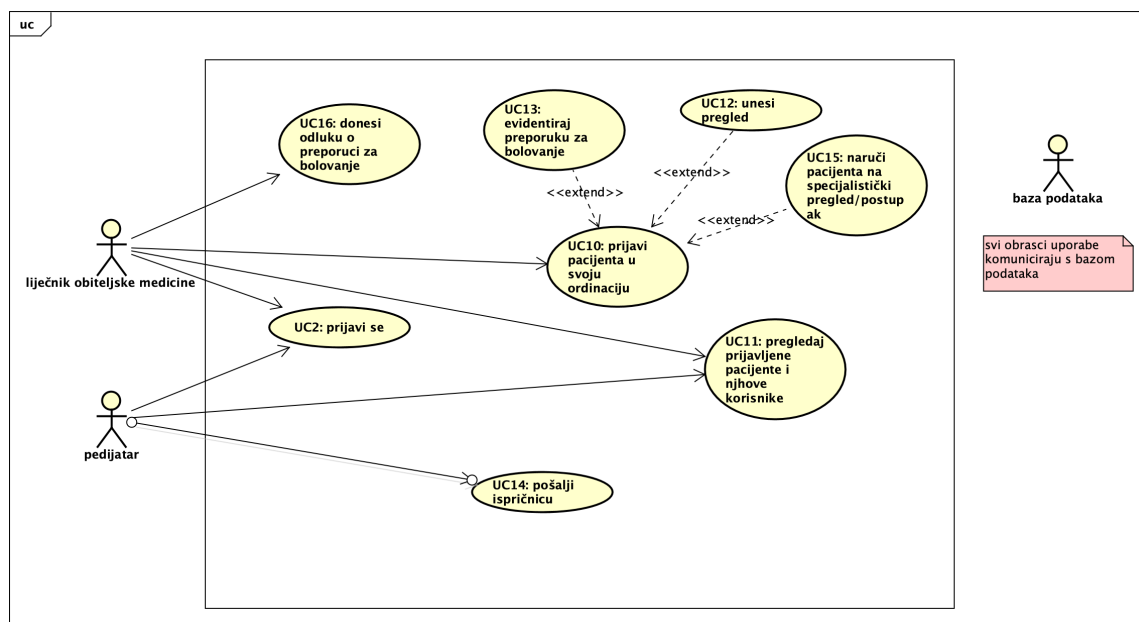 uc
UC16: donesi
odluku o
preporuci za
bolovanje
UC13:
evidentiraj
preporuku za
bolovanje
UC12: unesi
pregled
UC15: naruči
pacijenta na
specijalistički
pregled/postup
ak
<<extend>>
<<extend>>
<<extend>>
baza podataka
svi obrasci uporabe
komuniciraju s bazom
podataka
liječnik obiteljske medicine
UC10: prijavi
pacijenta u
svoju
ordinaciju
UC2: prijavi se
UC11: pregledaj
prijavljene
pacijente i
njhove
korisnike
pedijatar
UC14: pošalji
ispričnicu